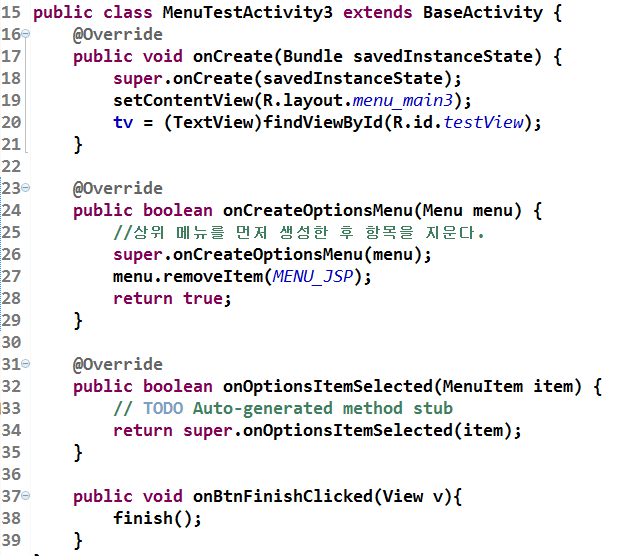 15 public class MenuTestActivity3 extends BaseActivity {
16 @Override
17 public void onCreate(Bundle savedInstanceState) {
18 super.onCreate(savedInstanceState);
19 setContentView(R.layout.menu_main3);
20 tv = (TextView)findViewById(R.id.testView);
21 }
22
23 @Override
24 public boolean onCreateOptionsMenu(Menu menu) {
25 //상위 메뉴를 먼저 생성한 후 항목을 지운다.
26 super.onCreateOptionsMenu(menu);
27 menu.removeItem(MENU_JSP);
28 return true;
29 }
30
31 @Override
32 public boolean onOptionsItemSelected(MenuItem item) {
33 // TODO Auto-generated method stub
34 return super.onOptionsItemSelected(item);
35 }
36
37 public void onBtnFinishClicked(View v){
38 finish();
39 }